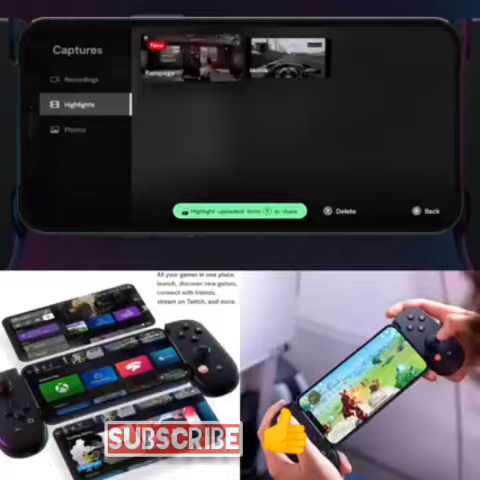 Captures
Recordings
Highlights
Photos
New
Rampage
Highlight uploaded! Hold Y to share
Y Delete
B Back
All your games in one place.
launch, discover new games,
connect with friends,
stream on Twitch, and more.
SUBSCRIBE